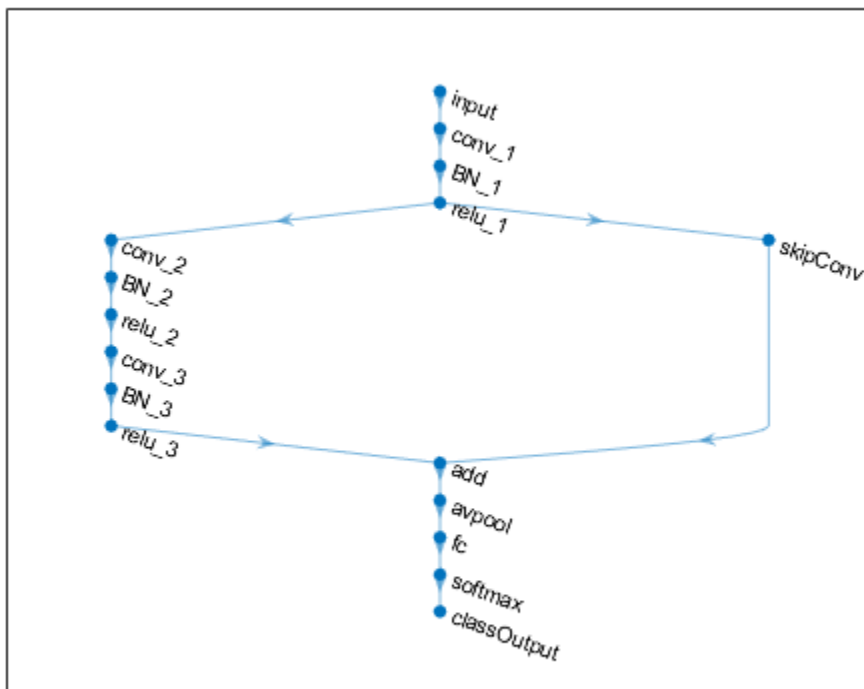 input
conv_1
BN_1
relu_1
conv_2
BN_2
relu_2
conv_3
BN_3
relu_3
skipConv
add
avpool
fc
softmax
classOutput